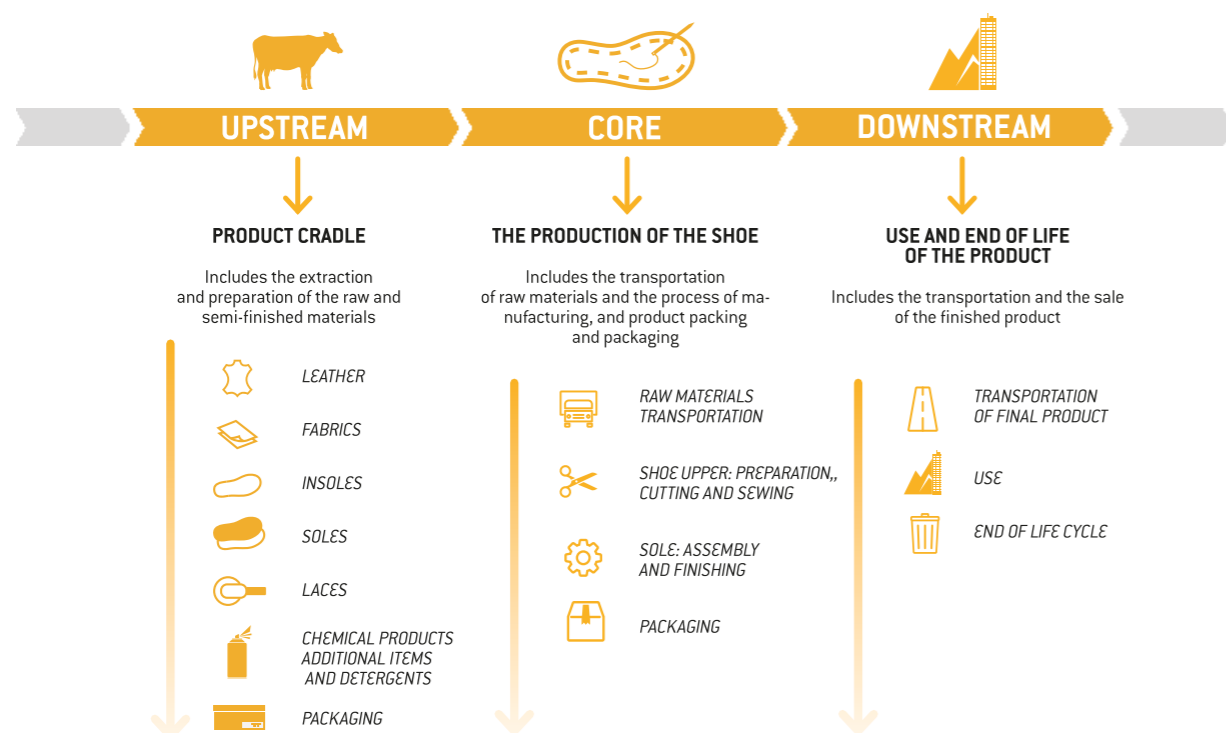 UPSTREAM
CORE
DOWNSTREAM
PRODUCT CRADLE
Includes the extraction
and preparation of the raw and
semi-finished materials
LEATHER
FABRICS
INSOLES
SOLES
LACES
CHEMICAL PRODUCTS
ADDITIONAL ITEMS
AND DETERGENTS
PACKAGING
THE PRODUCTION OF THE SHOE
Includes the transportation
of raw materials and the process of ma-
nufacturing, and product packing
and packaging
RAW MATERIALS
TRANSPORTATION
SHOE UPPER: PREPARATION,,
CUTTING AND SEWING
SOLE: ASSEMBLY
AND FINISHING
PACKAGING
USE AND END OF LIFE
OF THE PRODUCT
Includes the transportation and the sale
of the finished product
TRANSPORTATION
OF FINAL PRODUCT
USE
END OF LIFE CYCLE